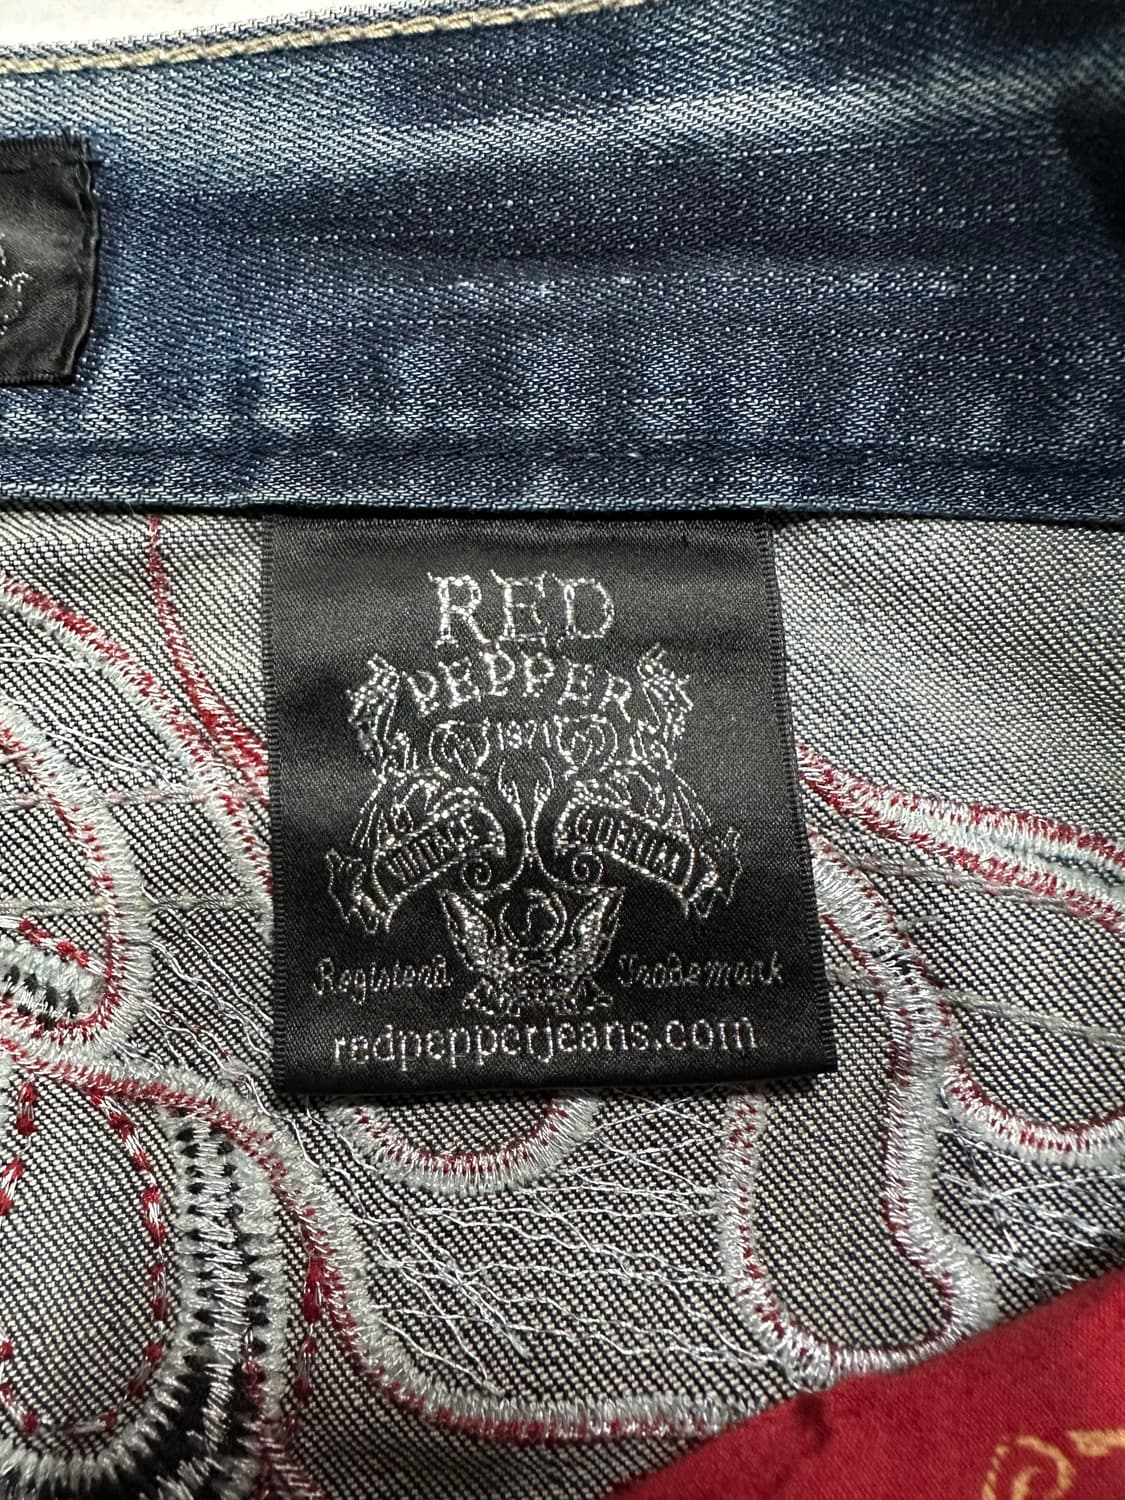 RED
PEPPER
1971
Registered Trademark
redpepperjeans.com